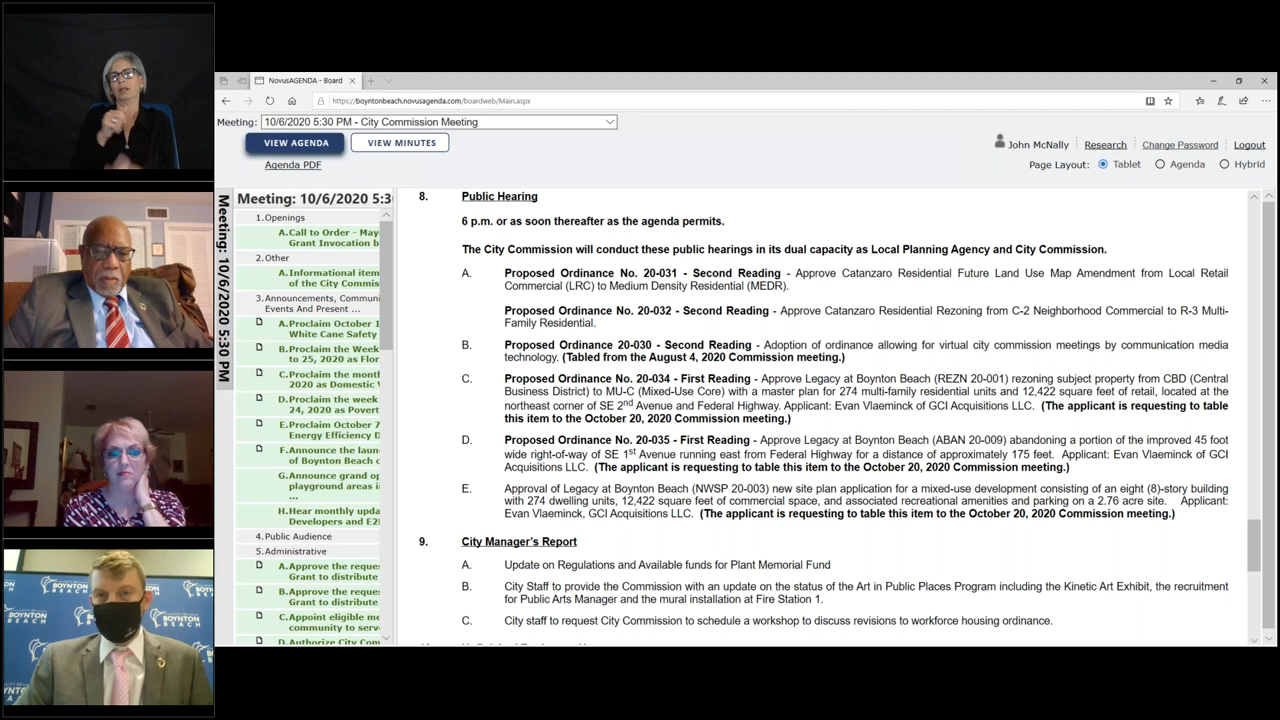 NovusAGENDA - Board
https://boyntonbeach.novusagenda.com/boardweb/Main.aspx
Meeting: 10/6/2020 5:30 PM - City Commission Meeting
VIEW AGENDA VIEW MINUTES
Agenda PDF
John McNally Research Change Password Logout
Page Layout: Tablet Agenda Hybrid
Meeting: 10/6/2020 5:30 PM
Meeting: 10/6/2020 5:3
1.Openings
A.Call to Order - May
Grant Invocation b
2.Other
A.Informational item
of the City Commis
3.Announcements, Commun
Events And Present ...
A.Proclaim October 1
White Cane Safety
B.Proclaim the Week
to 25, 2020 as Flor
C.Proclaim the month
2020 as Domestic V
D.Proclaim the week
24, 2020 as Povert
E.Proclaim October 7
Energy Efficiency D
F.Announce the laun
of Boynton Beach c
G.Announce grand op
playground areas i
...
H.Hear monthly upda
Developers and E2
4.Public Audience
5.Administrative
A.Approve the reques
Grant to distribute
B.Approve the reques
Grant to distribute
C.Appoint eligible me
community to serv
D.Authorize City Com
8. Public Hearing
6 p.m. or as soon thereafter as the agenda permits.
The City Commission will conduct these public hearings in its dual capacity as Local Planning Agency and City Commission.
A. Proposed Ordinance No. 20-031 - Second Reading - Approve Catanzaro Residential Future Land Use Map Amendment from Local Retail
Commercial (LRC) to Medium Density Residential (MEDR).
Proposed Ordinance No. 20-032 - Second Reading - Approve Catanzaro Residential Rezoning from C-2 Neighborhood Commercial to R-3 Multi-
Family Residential.
B. Proposed Ordinance 20-030 - Second Reading - Adoption of ordinance allowing for virtual city commission meetings by communication media
technology. (Tabled from the August 4, 2020 Commission meeting.)
C. Proposed Ordinance No. 20-034 - First Reading - Approve Legacy at Boynton Beach (REZN 20-001) rezoning subject property from CBD (Central
Business District) to MU-C (Mixed-Use Core) with a master plan for 274 multi-family residential units and 12,422 square feet of retail, located at the
northeast corner of SE 2nd Avenue and Federal Highway. Applicant: Evan Vlaeminck of GCI Acquisitions LLC. (The applicant is requesting to table
this item to the October 20, 2020 Commission meeting.)
D. Proposed Ordinance No. 20-035 - First Reading - Approve Legacy at Boynton Beach (ABAN 20-009) abandoning a portion of the improved 45 foot
wide right-of-way of SE 1st Avenue running east from Federal Highway for a distance of approximately 175 feet. Applicant: Evan Vlaeminck of GCI
Acquisitions LLC. (The applicant is requesting to table this item to the October 20, 2020 Commission meeting.)
E. Approval of Legacy at Boynton Beach (NWSP 20-003) new site plan application for a mixed-use development consisting of an eight (8)-story building
with 274 dwelling units, 12,422 square feet of commercial space, and associated recreational amenities and parking on a 2.76 acre site. Applicant:
Evan Vlaeminck, GCI Acquisitions LLC. (The applicant is requesting to table this item to the October 20, 2020 Commission meeting.)
9. City Manager's Report
A. Update on Regulations and Available funds for Plant Memorial Fund
B. City Staff to provide the Commission with an update on the status of the Art in Public Places Program including the Kinetic Art Exhibit, the recruitment
for Public Arts Manager and the mural installation at Fire Station 1.
C. City staff to request City Commission to schedule a workshop to discuss revisions to workforce housing ordinance.
BOYNTON
BEACH